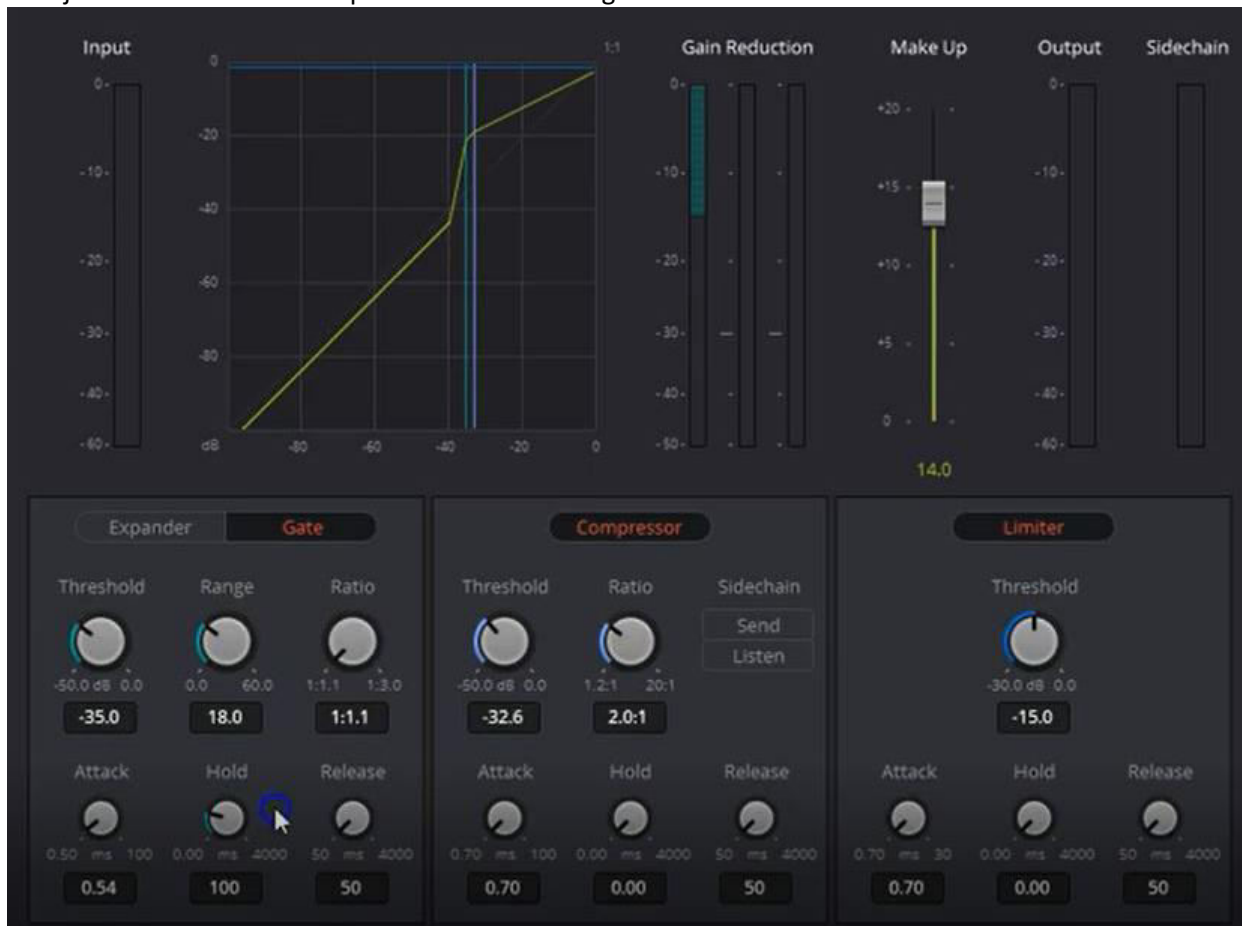 Input
1:1
Gain Reduction
Make Up
Output
Sidechain
0
-20
-40
-60
-80
dB
-80
-60
-40
-20
0
0-
-10-
-20-
-30-
-40-
-60-
0-
-10-
-20-
-30-
-40-
-50-
+20
+15
+10
+5
0
14.0
0-
-10-
-20-
-30-
-40-
-60-
Expander Gate
Threshold Range Ratio
-50.0 dB 0.0 0.0 60.0 1:1.1 1:3.0
-35.0 18.0 1:1.1
Attack Hold Release
0.50 ms 100 0.00 ms 4000 50 ms 4000
0.54 100 50
Compressor
Threshold Ratio Sidechain
Send
Listen
-50.0 dB 0.0 1.2:1 20:1
-32.6 2.0:1
Attack Hold Release
0.70 ms 100 0.00 ms 4000 50 ms 4000
0.70 0.00 50
Limiter
Threshold
-30.0 dB 0.0
-15.0
Attack Hold Release
0.70 ms 30 0.00 ms 4000 50 ms 4000
0.70 0.00 50